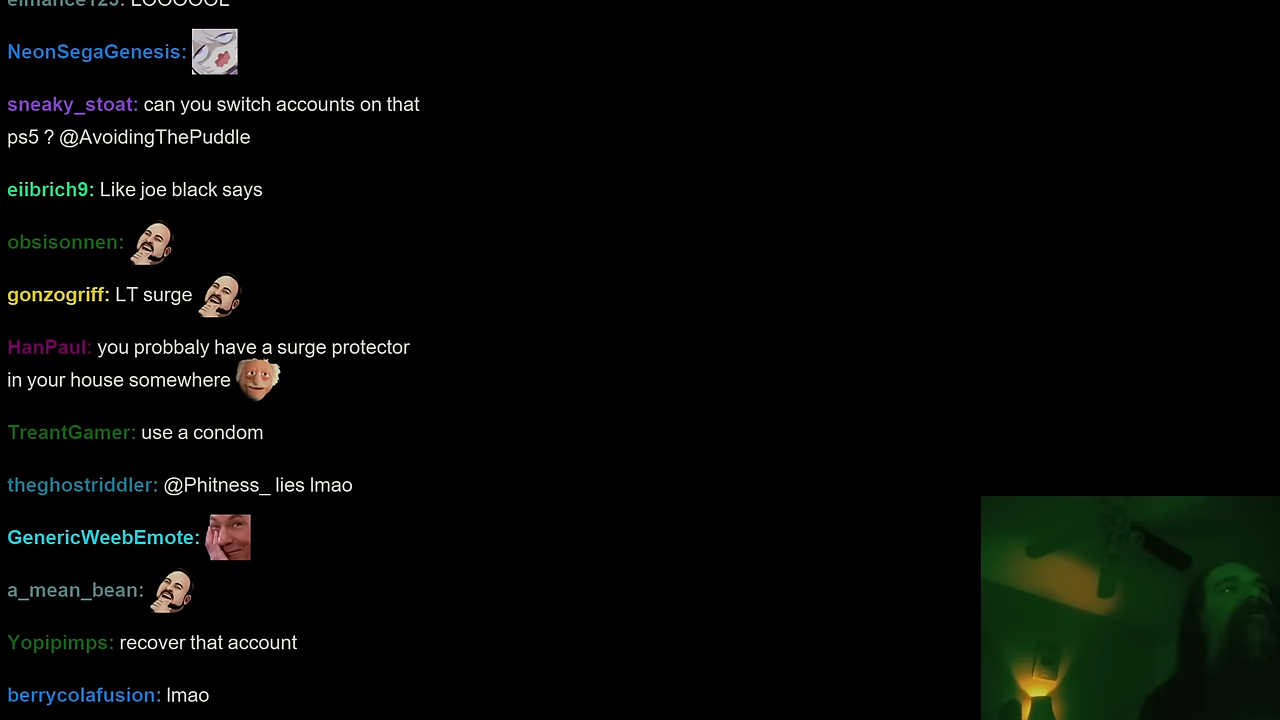 elmance123: LOOOOOL
NeonSegaGenesis:
sneaky_stoat: can you switch accounts on that
ps5 ? @AvoidingThePuddle
eiibrich9: Like joe black says
obsisonnen:
gonzogriff: LT surge
HanPaul: you probbaly have a surge protector
in your house somewhere
TreantGamer: use a condom
theghostriddler: @Phitness_ lies lmao
GenericWeebEmote:
a_mean_bean:
Yopipimps: recover that account
berrycolafusion: lmao